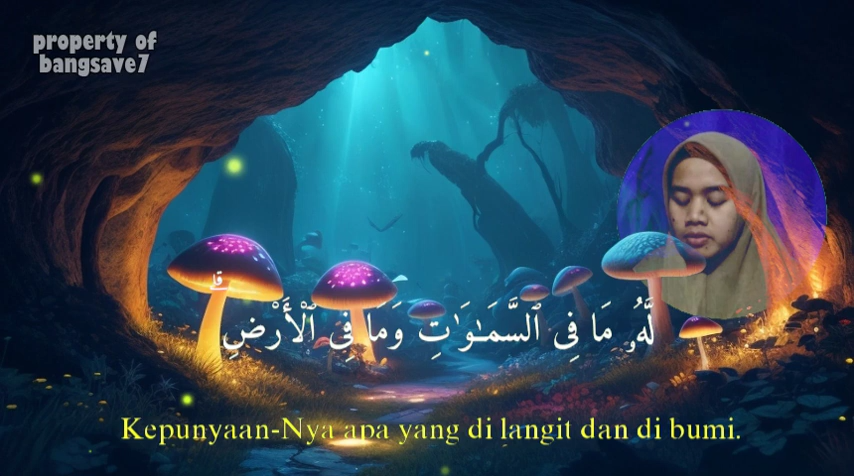 property of
bangsave7
لَّهُۥ مَا فِى ٱلسَّمَـٰوَٰتِ وَمَا فِى ٱلْأَرْضِ ۗ
Kepunyaan-Nya apa yang di langit dan di bumi.